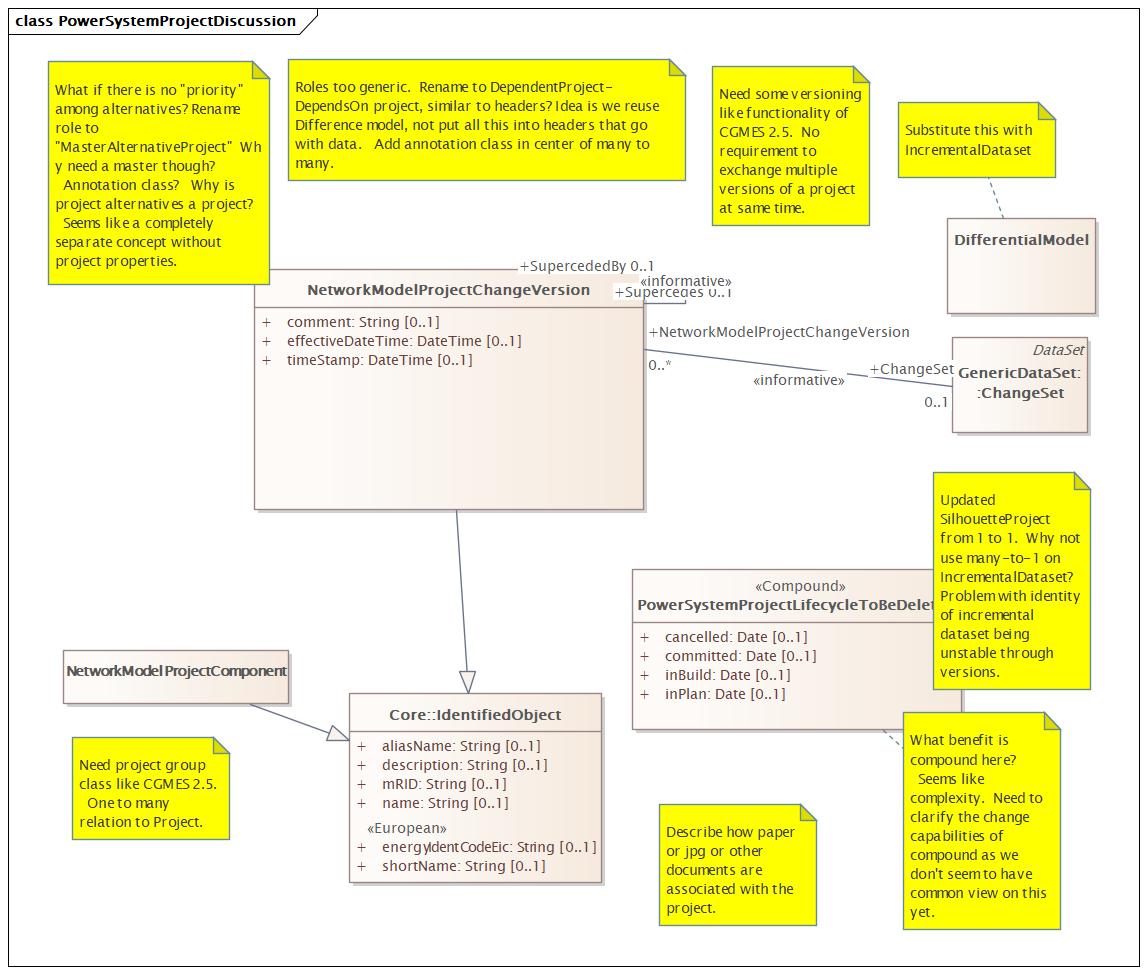 class PowerSystemProjectDiscussion
What if there is no "priority"
among alternatives? Rename
role to
"MasterAlternativeProject"  Wh
y need a master though?
Annotation class?   Why is
project alternatives a project?
Seems like a completely
separate concept without
project properties.
Roles too generic.  Rename to DependentProject-
DependsOn project, similar to headers? Idea is we reuse
Difference model, not put all this into headers that go
with data.   Add annotation class in center of many to
many.
Need some versioning
like functionality of
CGMES 2.5.  No
requirement to
exchange multiple
versions of a project
at same time.
Substitute this with
IncrementalDataset
DifferentialModel
+SupercededBy 0..1
«informative»
+Supercedes 0..1
NetworkModelProjectChangeVersion
+ comment: String [0..1]
+ effectiveDateTime: DateTime [0..1]
+ timeStamp: DateTime [0..1]
+NetworkModelProjectChangeVersion
0..*
«informative»
+ChangeSet
0..1
DataSet
GenericDataSet:
:ChangeSet
Updated
SilhouetteProject
from 1 to 1.  Why not
use many-to-1 on
IncrementalDataset?
Problem with identity
of incremental
dataset being
unstable through
versions.
«Compound»
PowerSystemProjectLifecycleToBeDelet
+ cancelled: Date [0..1]
+ committed: Date [0..1]
+ inBuild: Date [0..1]
+ inPlan: Date [0..1]
NetworkModelProjectComponent
Core::IdentifiedObject
+ aliasName: String [0..1]
+ description: String [0..1]
+ mRID: String [0..1]
+ name: String [0..1]
«European»
+ energyIdentCodeEic: String [0..1]
+ shortName: String [0..1]
Need project group
class like CGMES 2.5.
One to many
relation to Project.
What benefit is
compound here?
Seems like
complexity.  Need to
clarify the change
capabilities of
compound as we
don't seem to have
common view on this
yet.
Describe how paper
or jpg or other
documents are
associated with the
project.